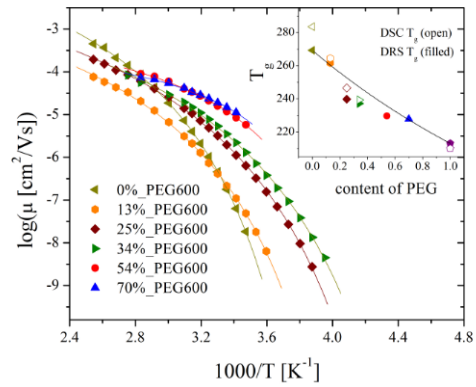 -3
-4
-5
-6
-7
-8
-9
log(μ [cm²/Vs])
2.4 2.8 3.2 3.6 4.0 4.4 4.8
1000/T [K⁻¹]
0%_PEG600
13%_PEG600
25%_PEG600
34%_PEG600
54%_PEG600
70%_PEG600
DSC Tg (open)
DRS Tg (filled)
Tg
280
260
240
220
0.0 0.2 0.4 0.6 0.8 1.0
content of PEG